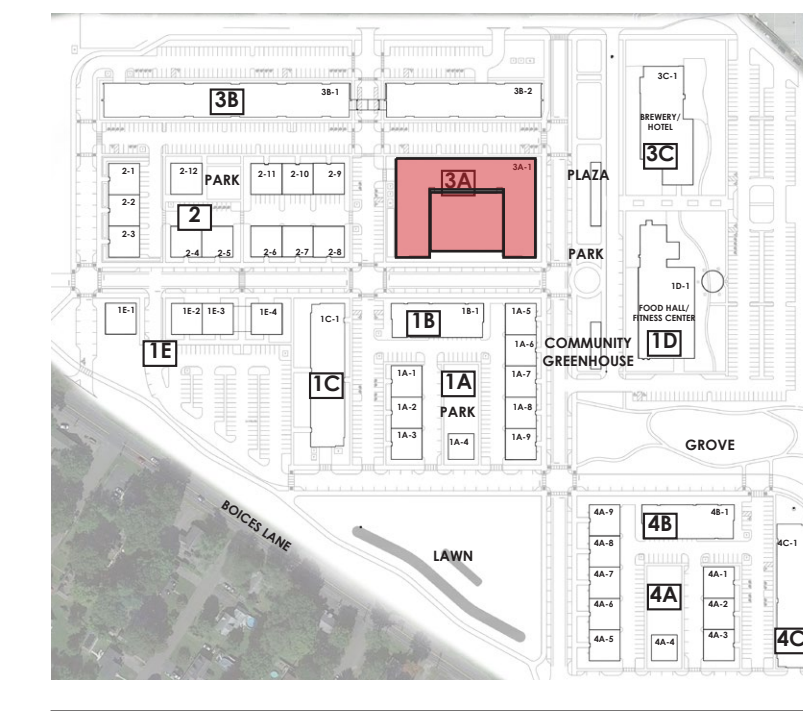 3C-1
3B-1
3B-2
3B
BREWERY/
HOTEL
3C
2-1
2-12
PARK
2-11
2-10
2-9
3A-1
3A
PLAZA
2-2
2
2-3
2-4
2-5
2-6
2-7
2-8
PARK
1D-1
1E-1
1E-2
1E-3
1E-4
1C-1
1B-1
1B
1A-5
FOOD HALL/
FITNESS CENTER
1D
1E
1A-6
COMMUNITY
GREENHOUSE
1C
1A-1
1A
1A-7
1A-2
PARK
1A-8
1A-3
1A-4
1A-9
GROVE
BOICES LANE
LAWN
4A-9
4B-1
4B
4A-8
4C-1
4A-7
4A-1
4A
4A-6
4A-2
4A-5
4A-4
4A-3
4C